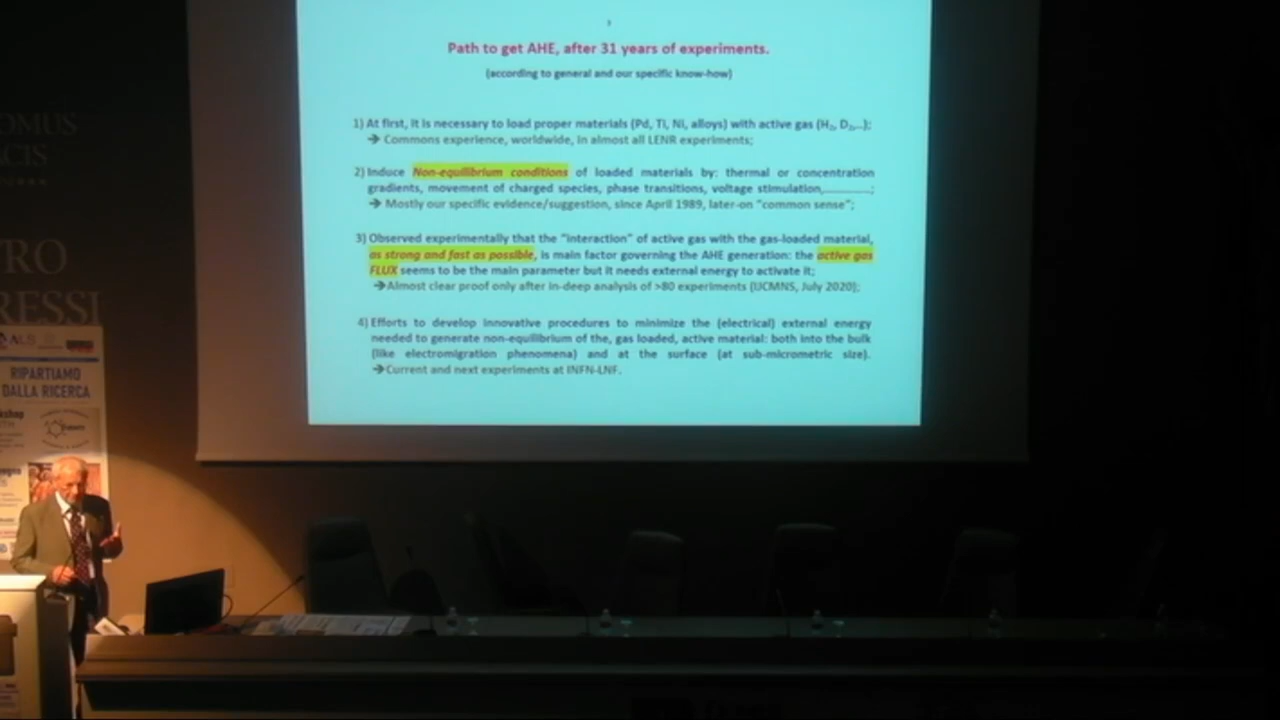 Path to get AHE, after 31 years of experiments.
(according to general and our specific know-how)
1) At first, it is necessary to load proper materials (Pd, Ti, Ni, alloys) with active gas (H₂, D₂,..);
➔ Commons experience, worldwide, in almost all LENR experiments;
2) Induce Non-equilibrium conditions of loaded materials by: thermal or concentration
gradients, movement of charged species, phase transitions, voltage stimulation,..............;
➔ Mostly our specific evidence/suggestion, since April 1989, later-on "common sense";
3) Observed experimentally that the "interaction" of active gas with the gas-loaded material,
as strong and fast as possible, is main factor governing the AHE generation: the active gas
FLUX seems to be the main parameter but it needs external energy to activate it;
➔Almost clear proof only after in-deep analysis of >80 experiments (IJCMNS, July 2020);
4) Efforts to develop innovative procedures to minimize the (electrical) external energy
needed to generate non-equilibrium of the, gas loaded, active material: both into the bulk
(like electromigration phenomena) and at the surface (at sub-micrometric size).
➔Current and next experiments at INFN-LNF.
OMUS
CIS
RO
RESSI
RIPARTIAMO
DALLA RICERCA